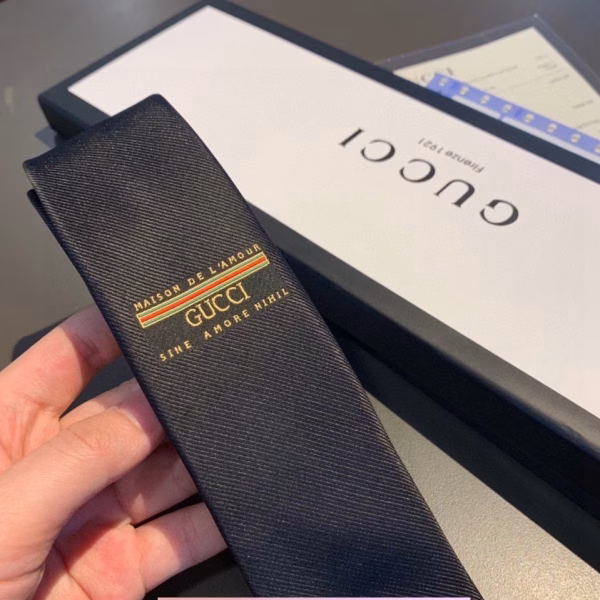 MAISON DE L'AMOUR
GUCCI
SINE AMORE NIHIL
GUCCI
Firenze 1921